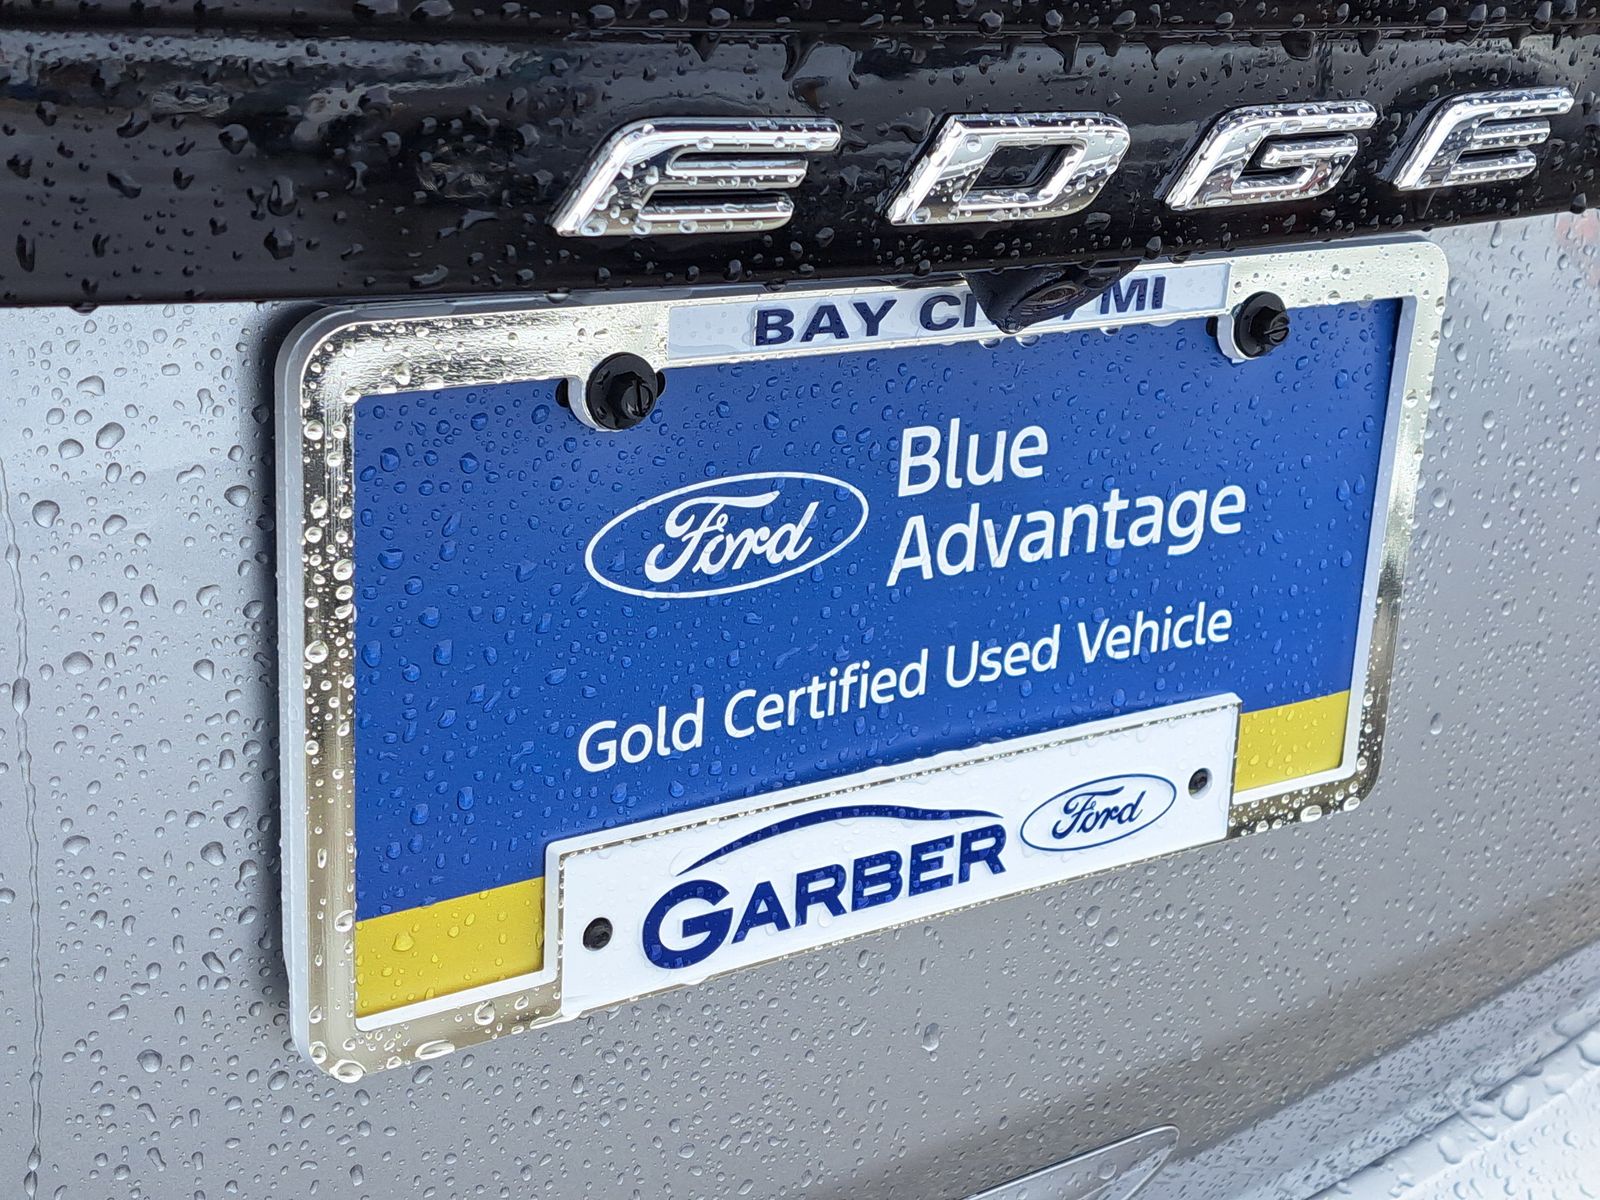 EDGE
BAY CITY, MI
Ford
Blue
Advantage
Gold Certified Used Vehicle
GARBER
Ford